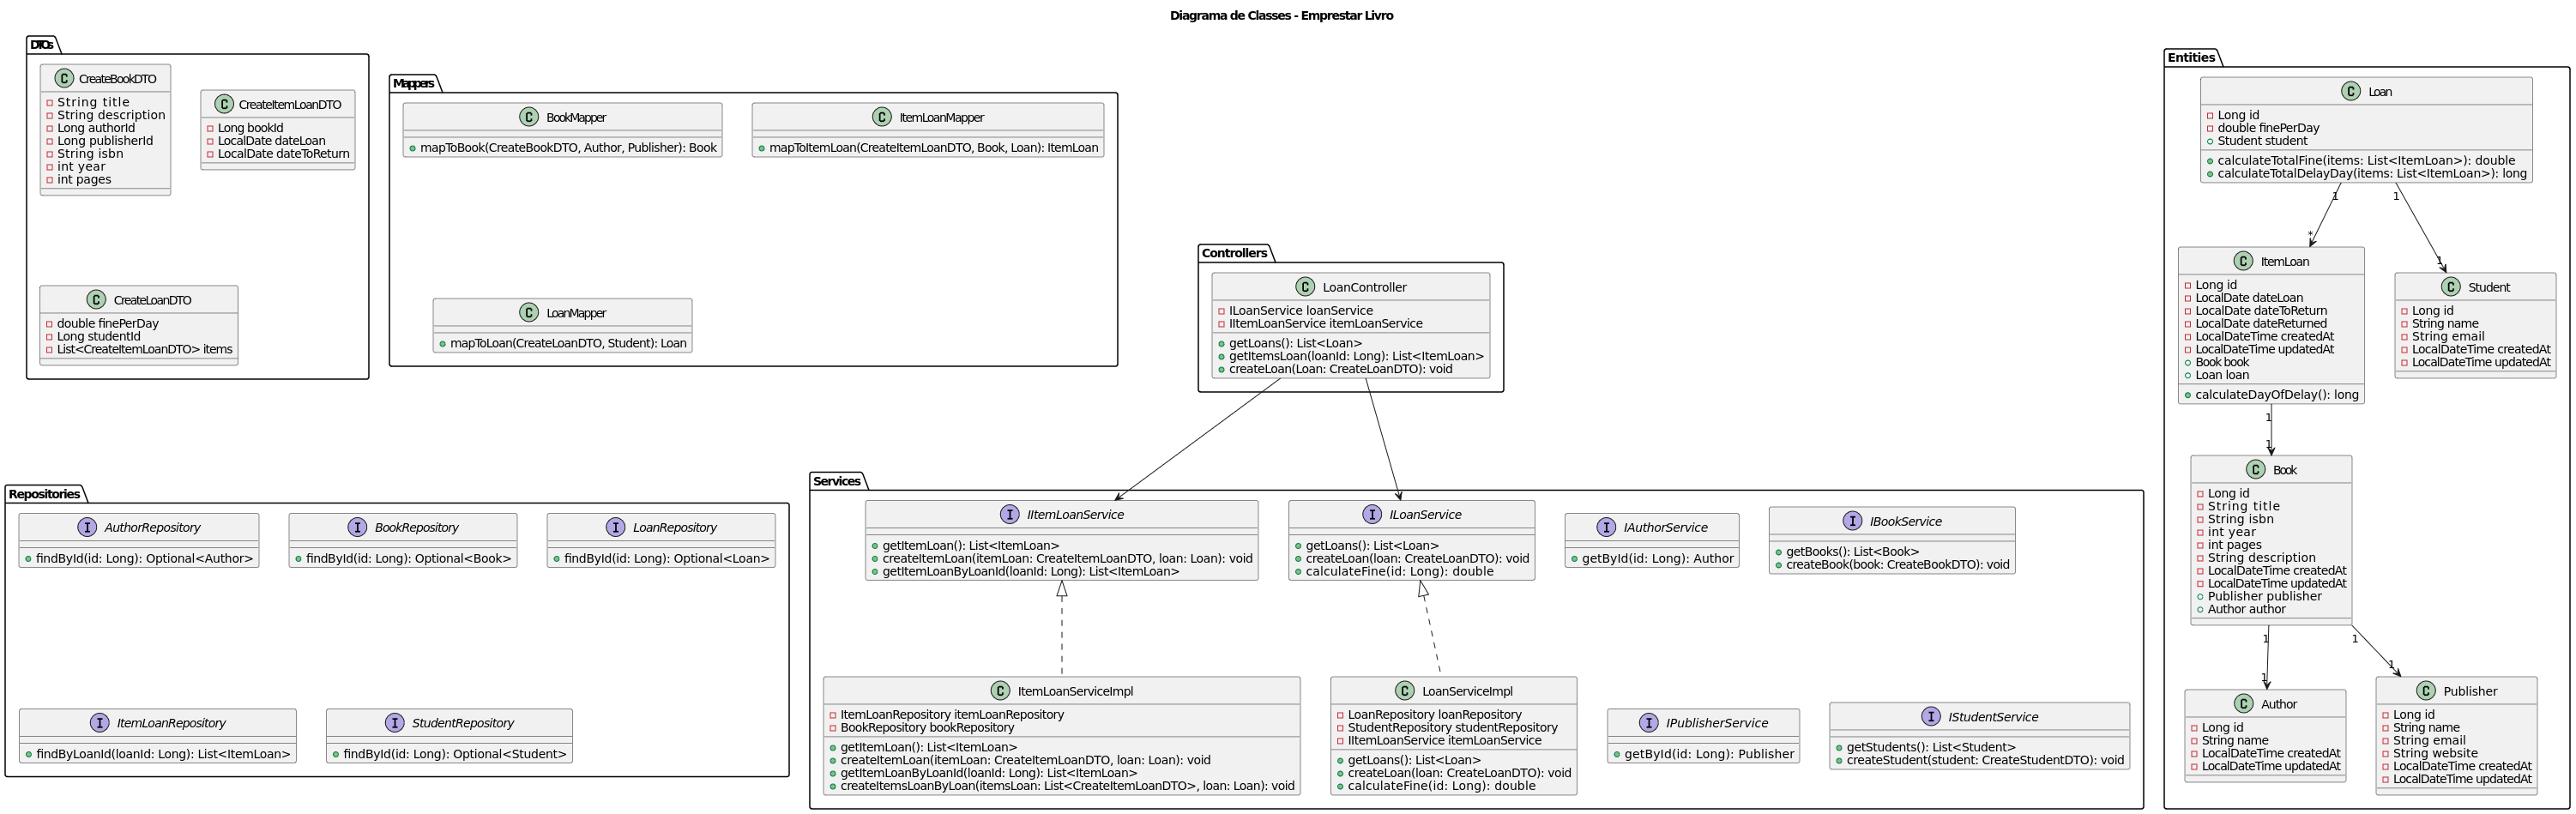 Diagrama de Classes - Emprestar Livro
DTOs
C CreateBookDTO
String title
String description
Long authorId
Long publisherId
String isbn
int year
int pages
C CreateItemLoanDTO
Long bookId
LocalDate dateLoan
LocalDate dateToReturn
C CreateLoanDTO
double finePerDay
Long studentId
List<CreateItemLoanDTO> items
Mappers
C BookMapper
mapToBook(CreateBookDTO, Author, Publisher): Book
C ItemLoanMapper
mapToItemLoan(CreateItemLoanDTO, Book, Loan): ItemLoan
C LoanMapper
mapToLoan(CreateLoanDTO, Student): Loan
Controllers
C LoanController
ILoanService loanService
IItemLoanService itemLoanService
getLoans(): List<Loan>
getItemsLoan(loanId: Long): List<ItemLoan>
createLoan(Loan: CreateLoanDTO): void
Repositories
I AuthorRepository
findById(id: Long): Optional<Author>
I BookRepository
findById(id: Long): Optional<Book>
I LoanRepository
findById(id: Long): Optional<Loan>
I ItemLoanRepository
findByLoanId(loanId: Long): List<ItemLoan>
I StudentRepository
findById(id: Long): Optional<Student>
Services
I IItemLoanService
getItemLoan(): List<ItemLoan>
createItemLoan(itemLoan: CreateItemLoanDTO, loan: Loan): void
getItemLoanByLoanId(loanId: Long): List<ItemLoan>
I ILoanService
getLoans(): List<Loan>
createLoan(loan: CreateLoanDTO): void
calculateFine(id: Long): double
I IAuthorService
getById(id: Long): Author
I IBookService
getBooks(): List<Book>
createBook(book: CreateBookDTO): void
C ItemLoanServiceImpl
ItemLoanRepository itemLoanRepository
BookRepository bookRepository
getItemLoan(): List<ItemLoan>
createItemLoan(itemLoan: CreateItemLoanDTO, loan: Loan): void
getItemLoanByLoanId(loanId: Long): List<ItemLoan>
createItemsLoanByLoan(itemsLoan: List<CreateItemLoanDTO>, loan: Loan): void
C LoanServiceImpl
LoanRepository loanRepository
StudentRepository studentRepository
IItemLoanService itemLoanService
getLoans(): List<Loan>
createLoan(loan: CreateLoanDTO): void
calculateFine(id: Long): double
I IPublisherService
getById(id: Long): Publisher
I IStudentService
getStudents(): List<Student>
createStudent(student: CreateStudentDTO): void
Entities
C Loan
Long id
double finePerDay
Student student
calculateTotalFine(items: List<ItemLoan>): double
calculateTotalDelayDay(items: List<ItemLoan>): long
1
1
*
1
C ItemLoan
Long id
LocalDate dateLoan
LocalDate dateToReturn
LocalDate dateReturned
LocalDateTime createdAt
LocalDateTime updatedAt
Book book
Loan loan
calculateDayOfDelay(): long
C Student
Long id
String name
String email
LocalDateTime createdAt
LocalDateTime updatedAt
1
1
C Book
Long id
String title
String isbn
int year
int pages
String description
LocalDateTime createdAt
LocalDateTime updatedAt
Publisher publisher
Author author
1
1
1
1
C Author
Long id
String name
LocalDateTime createdAt
LocalDateTime updatedAt
C Publisher
Long id
String name
String email
String website
LocalDateTime createdAt
LocalDateTime updatedAt